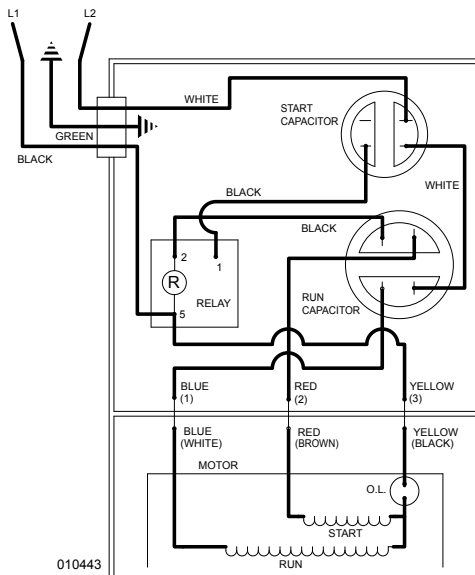 L1
L2
WHITE
START
CAPACITOR
GREEN
BLACK
WHITE
BLACK
BLACK
2
1
R
RELAY
5
RUN
CAPACITOR
BLUE
(1)
RED
(2)
YELLOW
(3)
BLUE
(WHITE)
RED
(BROWN)
YELLOW
(BLACK)
MOTOR
O.L.
START
RUN
010443